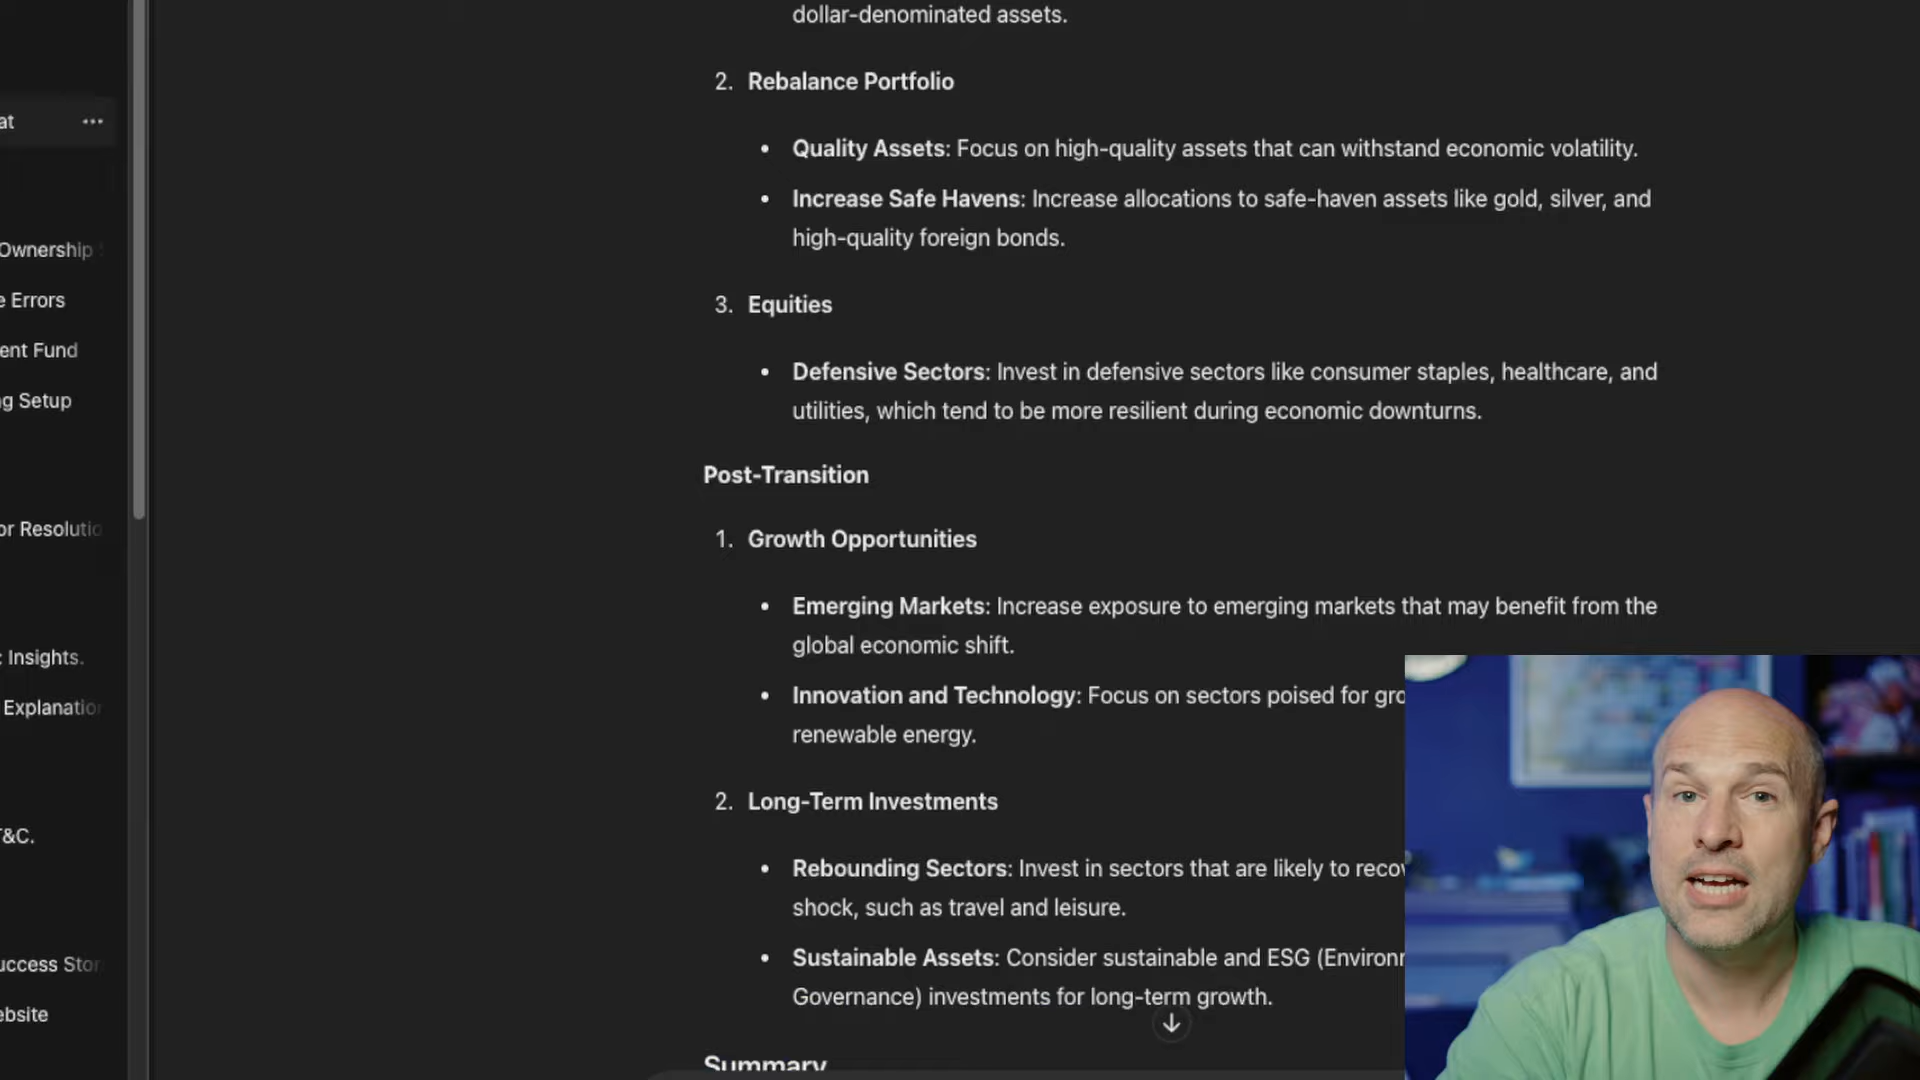 dollar-denominated assets.
2. Rebalance Portfolio
• Quality Assets: Focus on high-quality assets that can withstand economic volatility.
• Increase Safe Havens: Increase allocations to safe-haven assets like gold, silver, and
high-quality foreign bonds.
3. Equities
• Defensive Sectors: Invest in defensive sectors like consumer staples, healthcare, and
utilities, which tend to be more resilient during economic downturns.
Post-Transition
1. Growth Opportunities
• Emerging Markets: Increase exposure to emerging markets that may benefit from the
global economic shift.
• Innovation and Technology: Focus on sectors poised for gro
renewable energy.
2. Long-Term Investments
• Rebounding Sectors: Invest in sectors that are likely to reco
shock, such as travel and leisure.
• Sustainable Assets: Consider sustainable and ESG (Environ
Governance) investments for long-term growth.
Summary
at
Ownership
e Errors
ent Fund
g Setup
or Resolutio
: Insights.
Explanation
T&C.
uccess Stor
ebsite